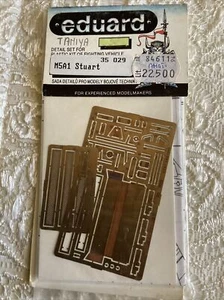 eduard
TAMIYA
DETAIL SET FOR
PLASTIC KIT OF FIGHTING VEHICLE
35 029
M5A1 Stuart
84611
22500
SADA DETAILŮ PRO MODELY BOJOVÉ TECHNIKY
FOR EXPERIENCED MODELMAKERS